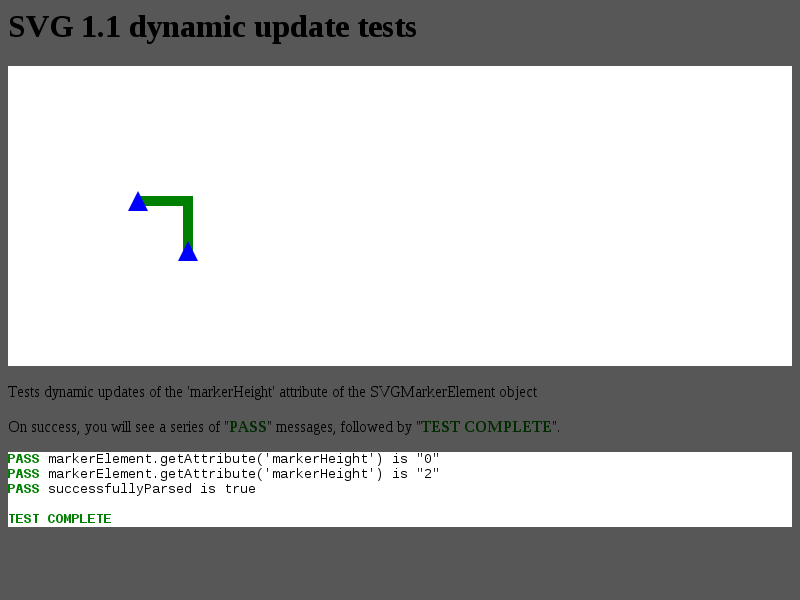 SVG 1.1 dynamic update tests
Tests dynamic updates of the 'markerHeight' attribute of the SVGMarkerElement object
On success, you will see a series of "PASS" messages, followed by "TEST COMPLETE".
PASS markerElement.getAttribute('markerHeight') is "0"
PASS markerElement.getAttribute('markerHeight') is "2"
PASS successfullyParsed is true
TEST COMPLETE